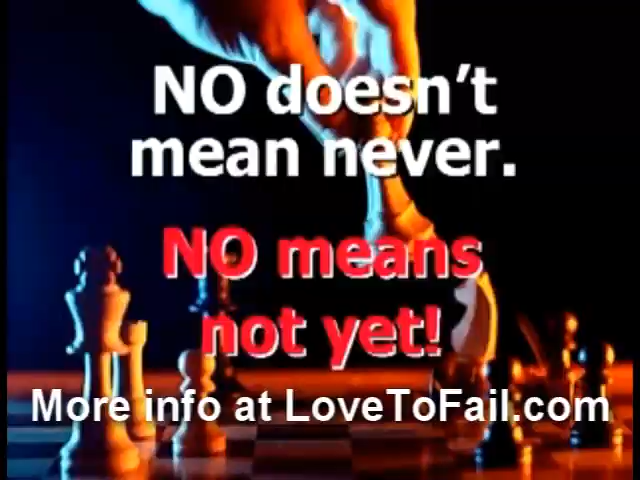 NO doesn't
mean never.
NO means
not yet!
More info at LoveToFail.com